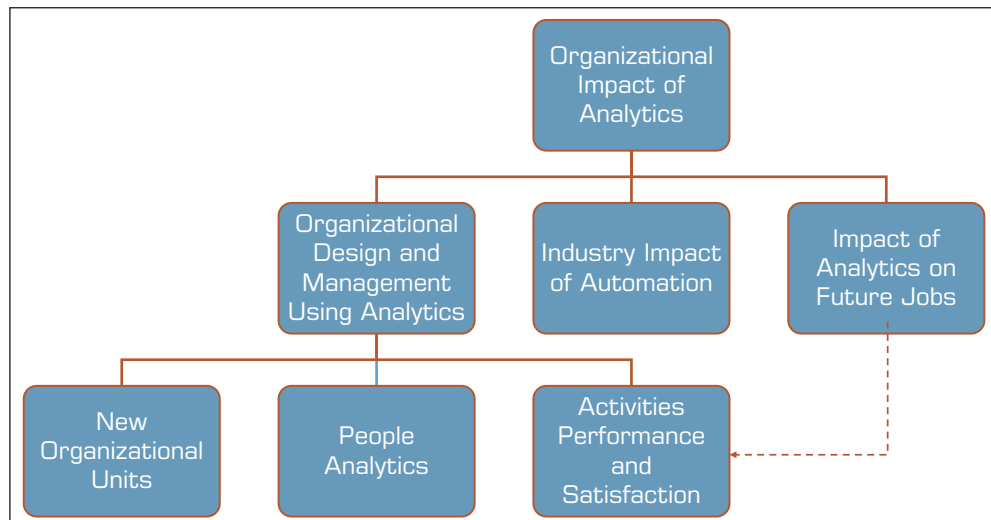 Organizational
Impact of
Analytics
Organizational
Design and
Management
Using Analytics
Industry Impact
of Automation
Impact of
Analytics on
Future Jobs
New
Organizational
Units
People
Analytics
Activities
Performance
and
Satisfaction